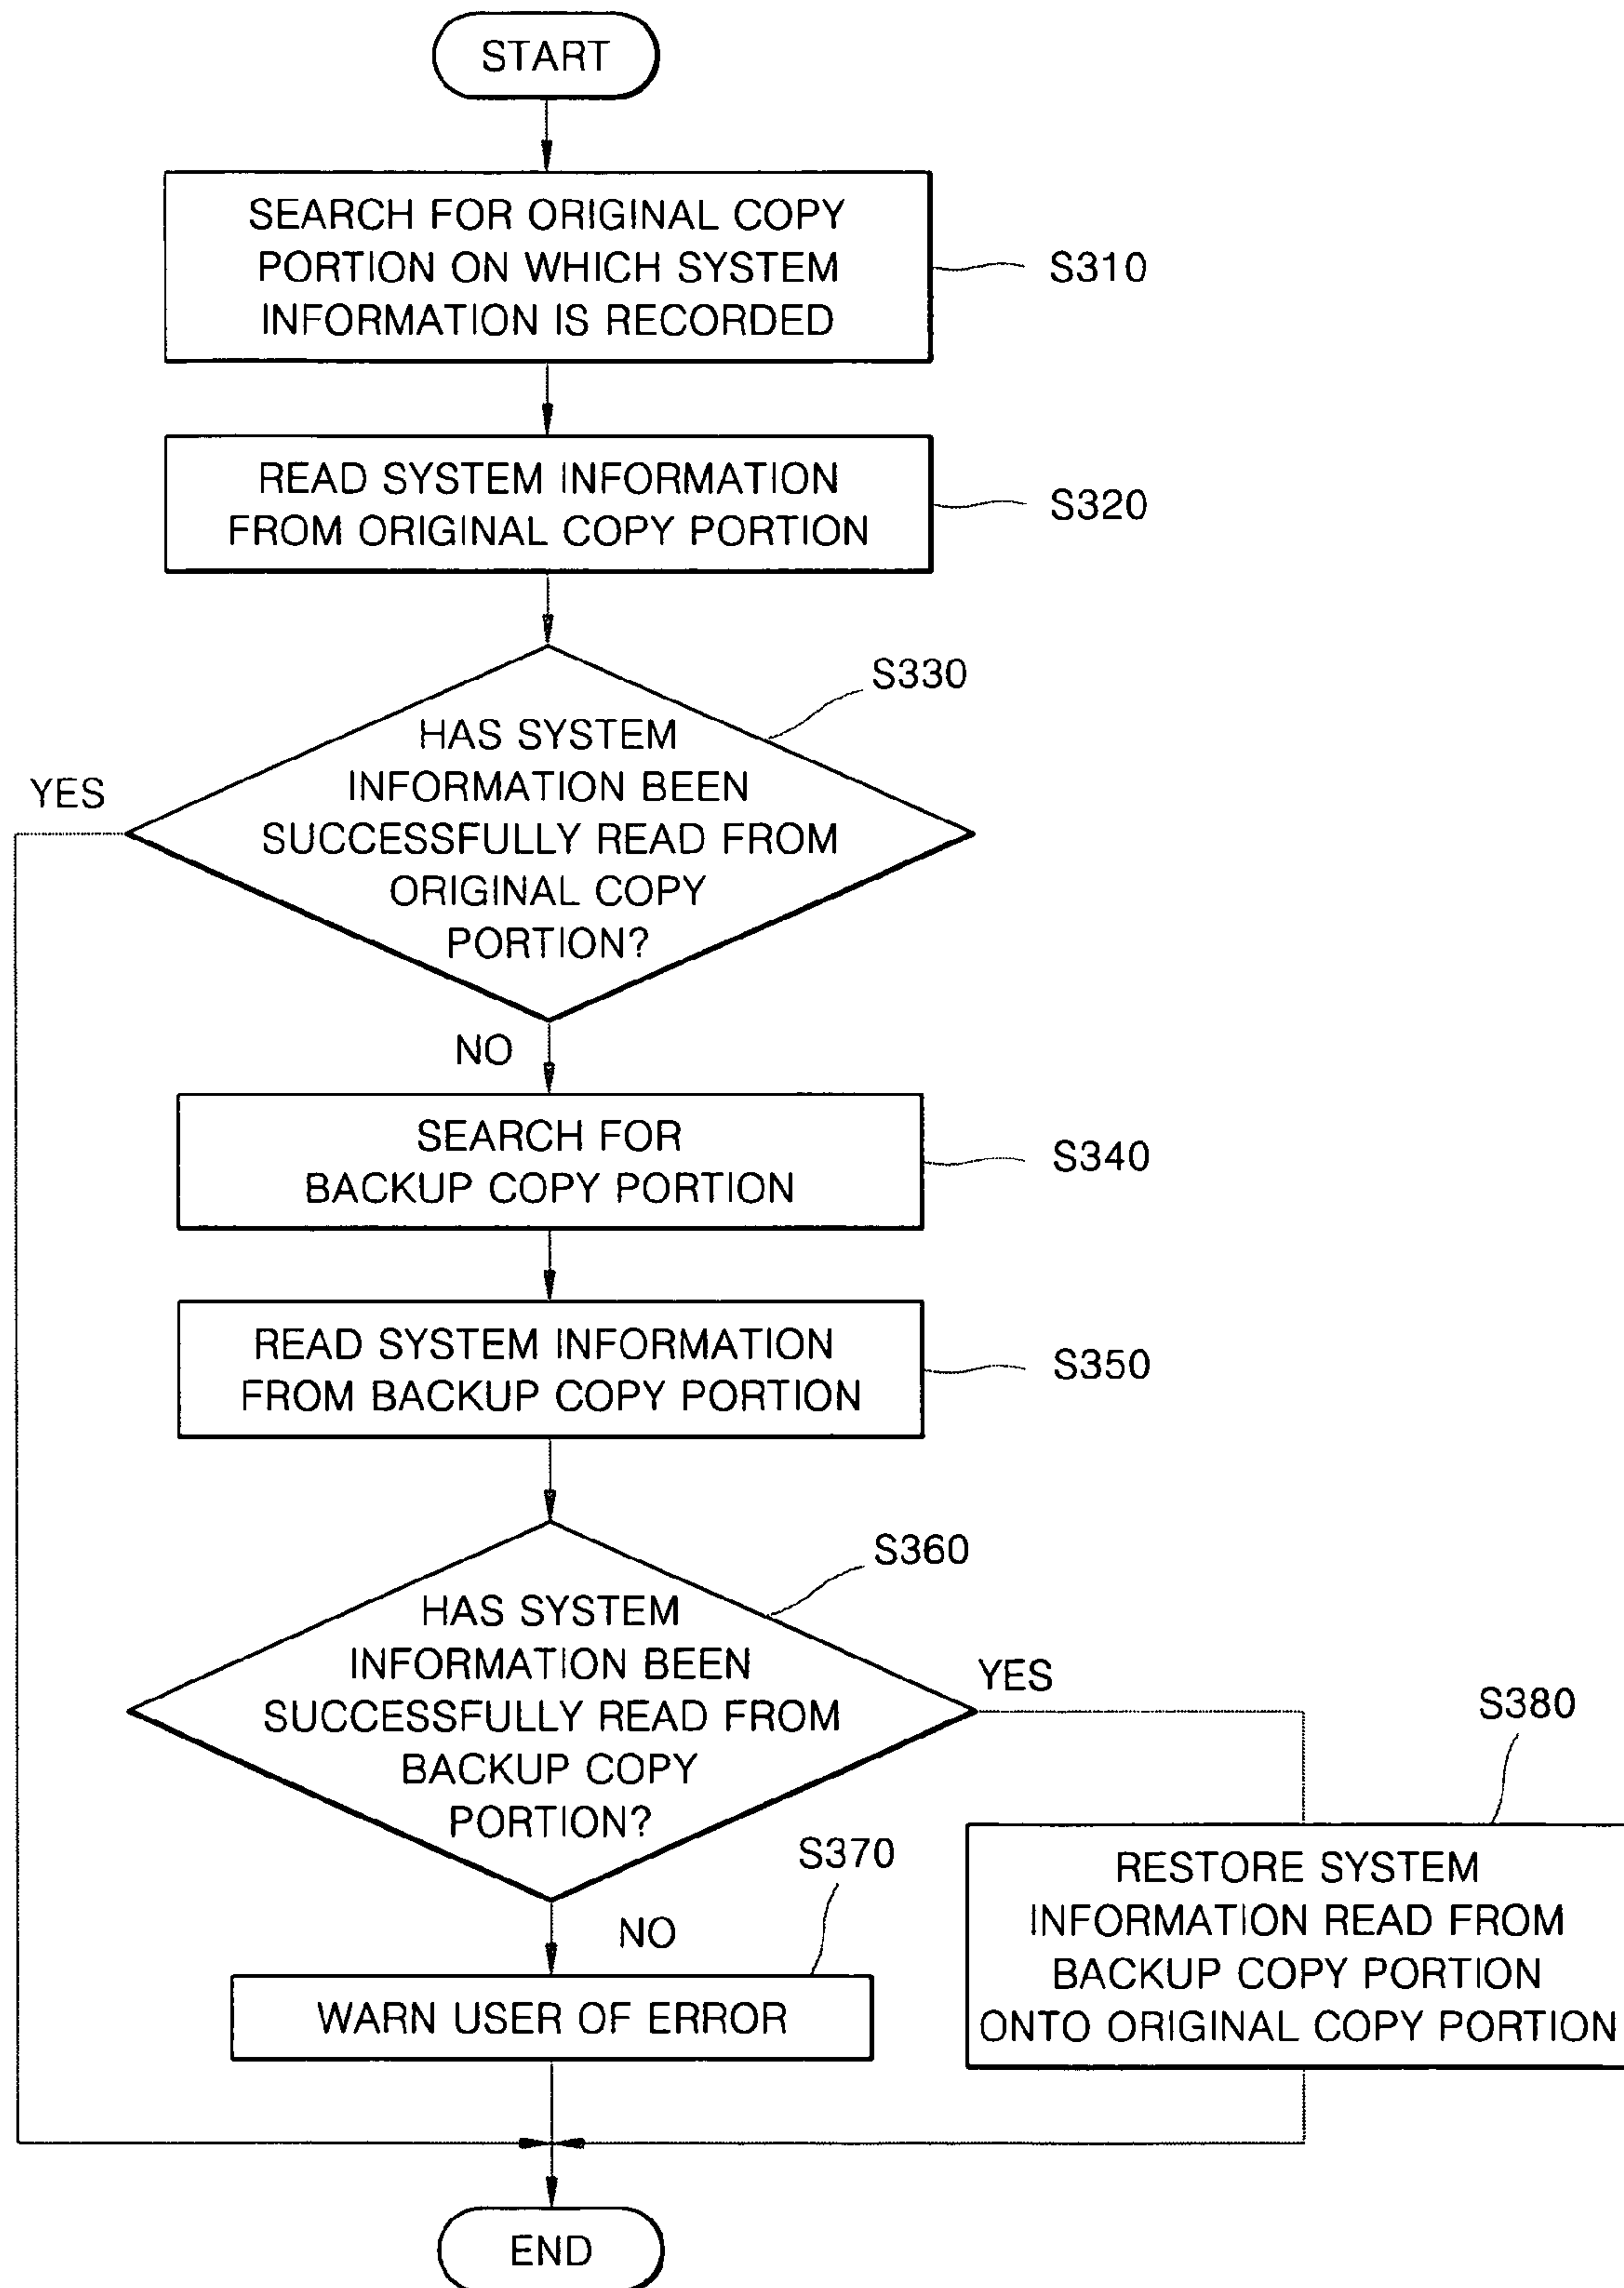 START
SEARCH FOR ORIGINAL COPY
PORTION ON WHICH SYSTEM
INFORMATION IS RECORDED
S310
READ SYSTEM INFORMATION
FROM ORIGINAL COPY PORTION
S320
S330
HAS SYSTEM
INFORMATION BEEN
SUCCESSFULLY READ FROM
ORIGINAL COPY
PORTION?
YES
NO
SEARCH FOR
BACKUP COPY PORTION
S340
READ SYSTEM INFORMATION
FROM BACKUP COPY PORTION
S350
S360
HAS SYSTEM
INFORMATION BEEN
SUCCESSFULLY READ FROM
BACKUP COPY
PORTION?
YES
S380
S370
NO
RESTORE SYSTEM
INFORMATION READ FROM
BACKUP COPY PORTION
ONTO ORIGINAL COPY PORTION
WARN USER OF ERROR
END